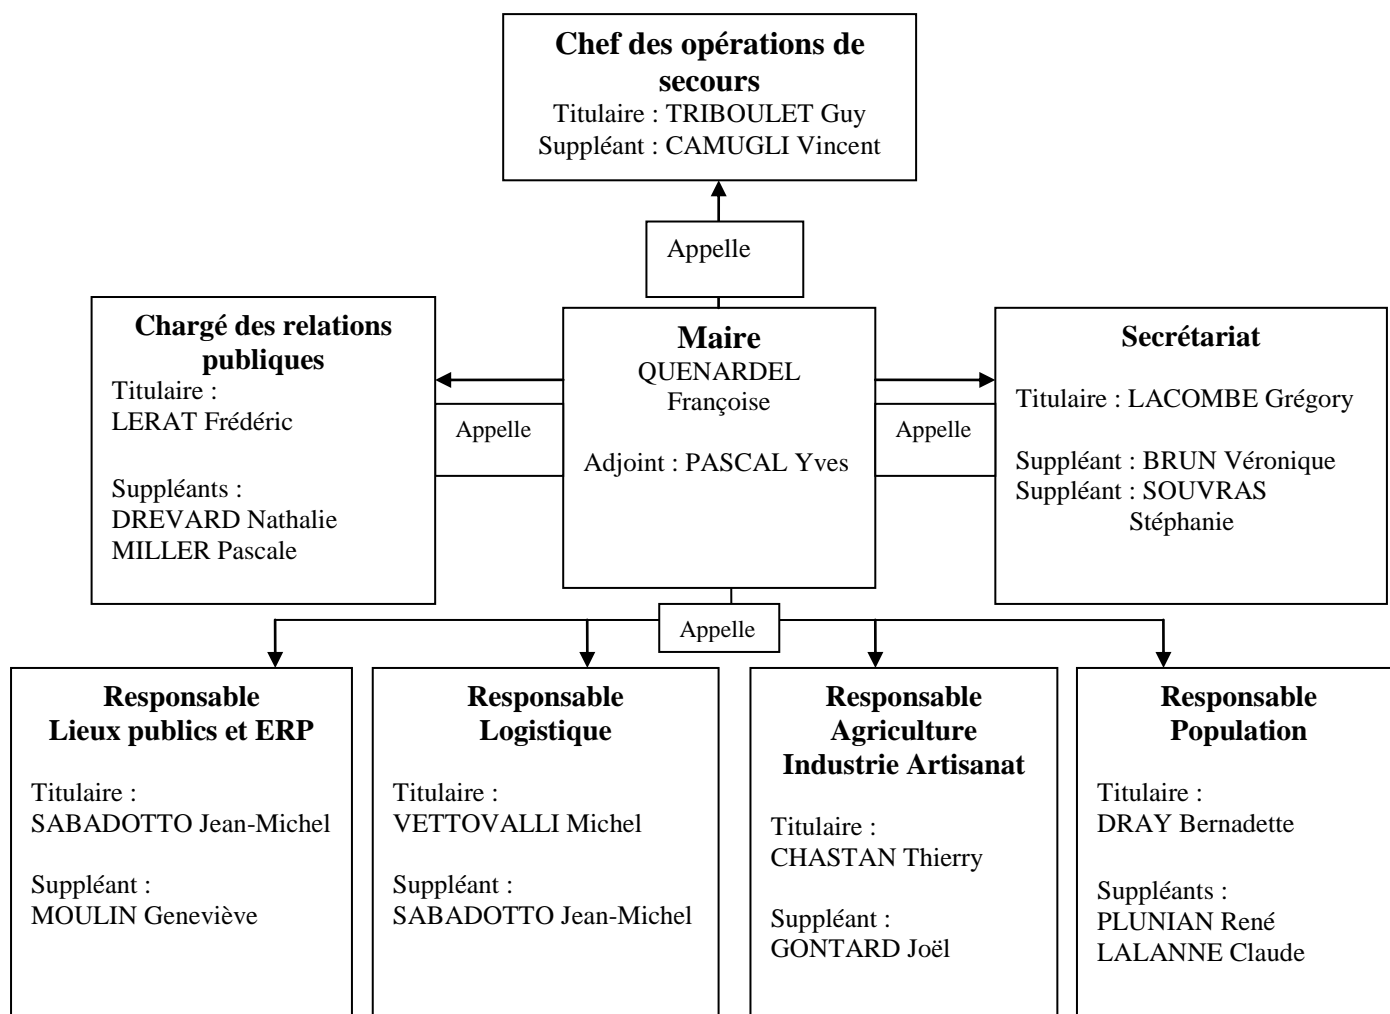 Chef des opérations de
secours
Titulaire : TRIBOULET Guy
Suppléant : CAMUGLI Vincent
Appelle
Chargé des relations
publiques
Titulaire :
LERAT Frédéric
Suppléants :
DREVARD Nathalie
MILLER Pascale
Appelle
Maire
QUENARDEL
Françoise
Adjoint : PASCAL Yves
Appelle
Secrétariat
Titulaire : LACOMBE Grégory
Suppléant : BRUN Véronique
Suppléant : SOUVRAS
Stéphanie
Appelle
Responsable
Lieux publics et ERP
Titulaire :
SABADOTTO Jean-Michel
Suppléant :
MOULIN Geneviève
Responsable
Logistique
Titulaire :
VETTOVALLI Michel
Suppléant :
SABADOTTO Jean-Michel
Responsable
Agriculture
Industrie Artisanat
Titulaire :
CHASTAN Thierry
Suppléant :
GONTARD Joël
Responsable
Population
Titulaire :
DRAY Bernadette
Suppléants :
PLUNIAN René
LALANNE Claude